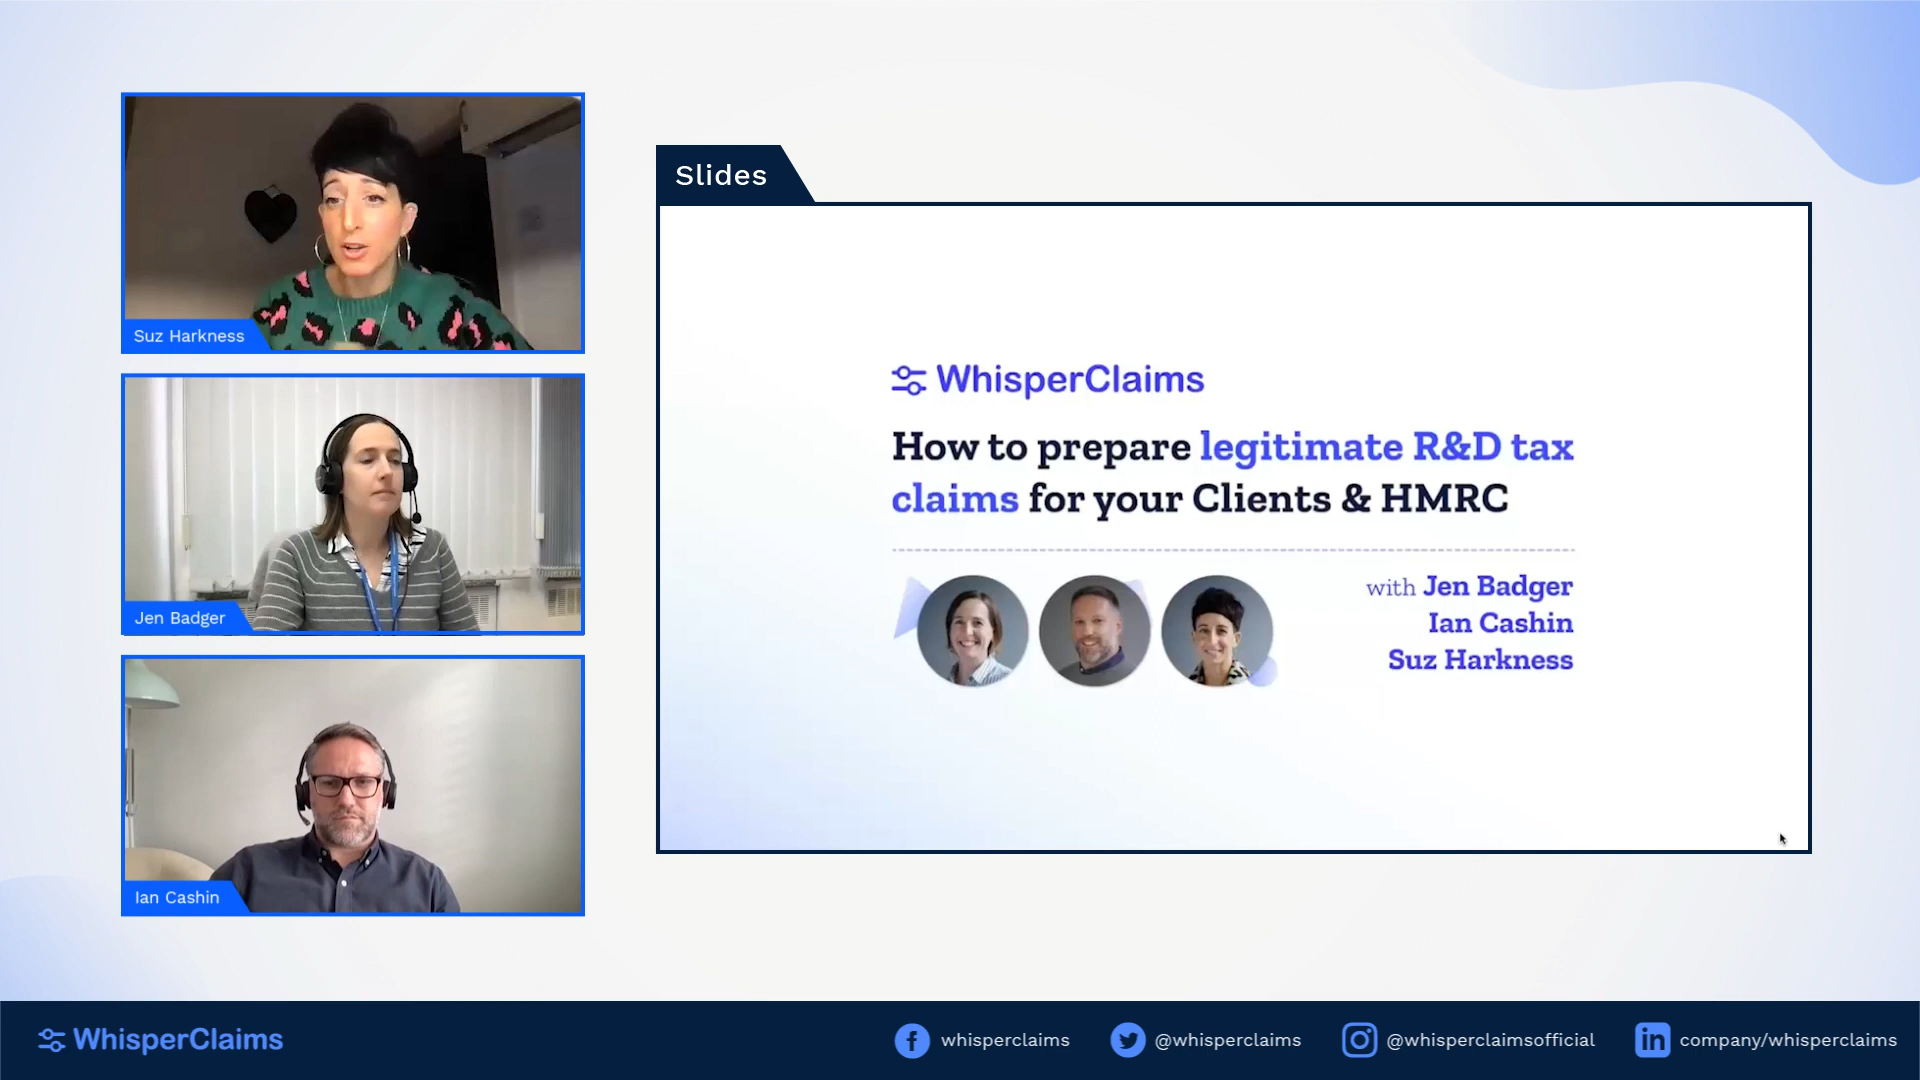 Suz Harkness
Jen Badger
Ian Cashin
Slides
WhisperClaims
How to prepare legitimate R&D tax
claims for your Clients & HMRC
with Jen Badger
Ian Cashin
Suz Harkness
WhisperClaims
whisperclaims
@whisperclaims
@whisperclaimsofficial
company/whisperclaims